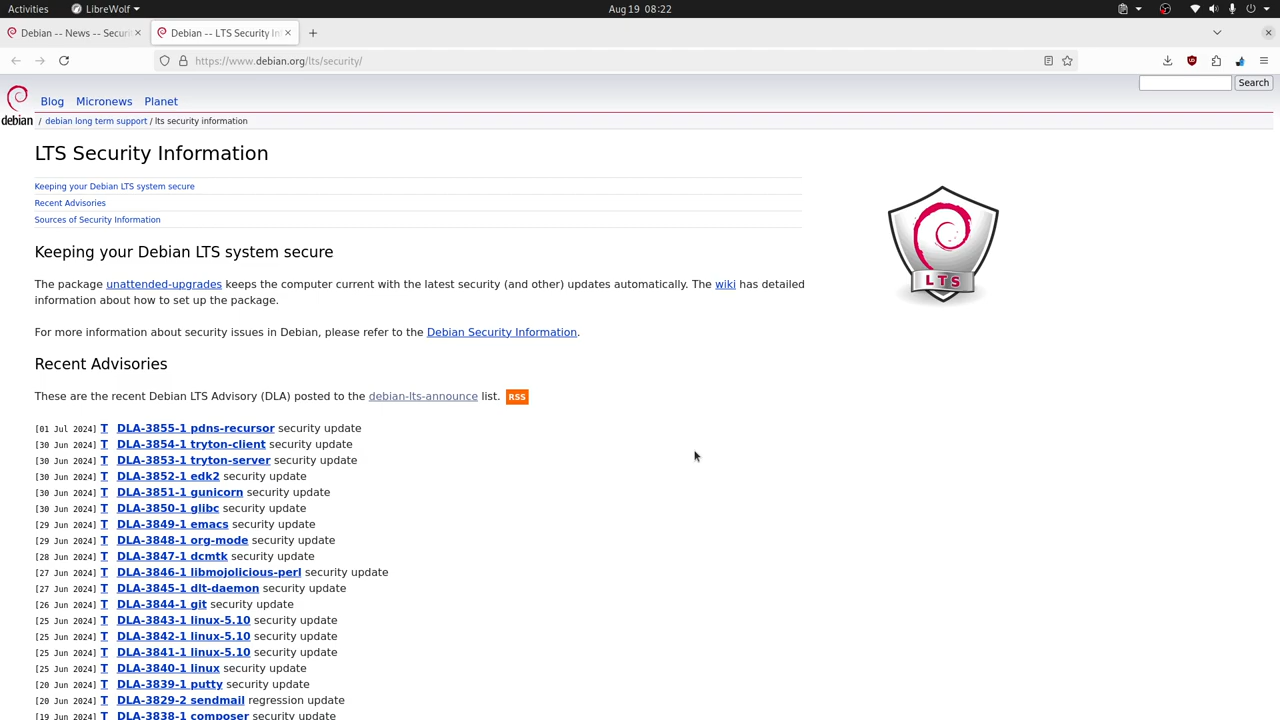 Activities LibreWolf Aug 19 08:22
Debian -- News -- Securi Debian -- LTS Security In
https://www.debian.org/lts/security/
Search
Blog Micronews Planet
debian / debian long term support / lts security information
LTS Security Information
Keeping your Debian LTS system secure
Recent Advisories
Sources of Security Information
LTS
Keeping your Debian LTS system secure
The package unattended-upgrades keeps the computer current with the latest security (and other) updates automatically. The wiki has detailed
information about how to set up the package.
For more information about security issues in Debian, please refer to the Debian Security Information.
Recent Advisories
These are the recent Debian LTS Advisory (DLA) posted to the debian-lts-announce list. RSS
[01 Jul 2024] T DLA-3855-1 pdns-recursor security update
[30 Jun 2024] T DLA-3854-1 tryton-client security update
[30 Jun 2024] T DLA-3853-1 tryton-server security update
[30 Jun 2024] T DLA-3852-1 edk2 security update
[30 Jun 2024] T DLA-3851-1 gunicorn security update
[30 Jun 2024] T DLA-3850-1 glibc security update
[29 Jun 2024] T DLA-3849-1 emacs security update
[29 Jun 2024] T DLA-3848-1 org-mode security update
[28 Jun 2024] T DLA-3847-1 dcmtk security update
[27 Jun 2024] T DLA-3846-1 libmojolicious-perl security update
[27 Jun 2024] T DLA-3845-1 dlt-daemon security update
[26 Jun 2024] T DLA-3844-1 git security update
[25 Jun 2024] T DLA-3843-1 linux-5.10 security update
[25 Jun 2024] T DLA-3842-1 linux-5.10 security update
[25 Jun 2024] T DLA-3841-1 linux-5.10 security update
[25 Jun 2024] T DLA-3840-1 linux security update
[20 Jun 2024] T DLA-3839-1 putty security update
[20 Jun 2024] T DLA-3829-2 sendmail regression update
[19 Jun 2024] T DLA-3838-1 composer security update